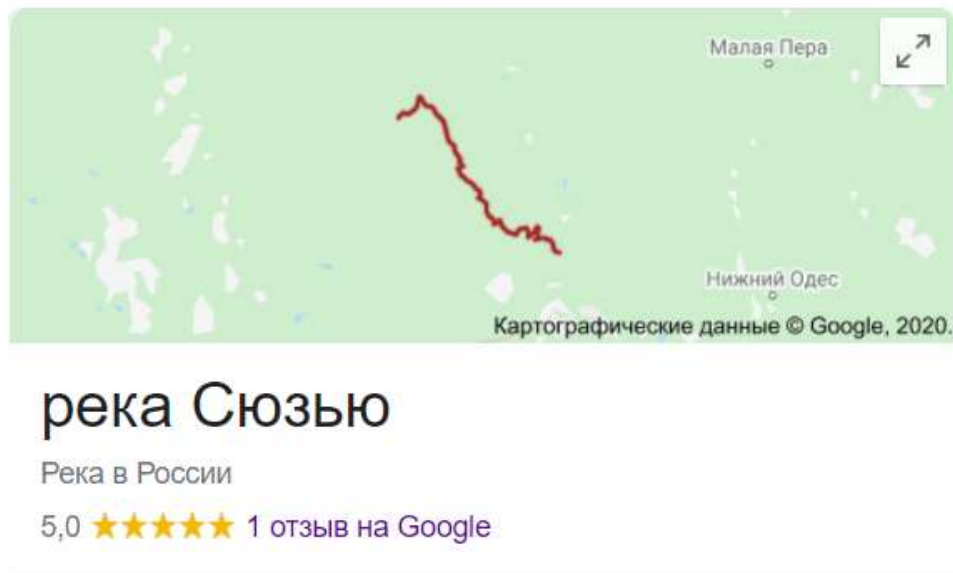 Малая Пера
Нижний Одес
Картографические данные © Google, 2020.
река Сюзью
Река в России
5,0 ★★★★★ 1 отзыв на Google